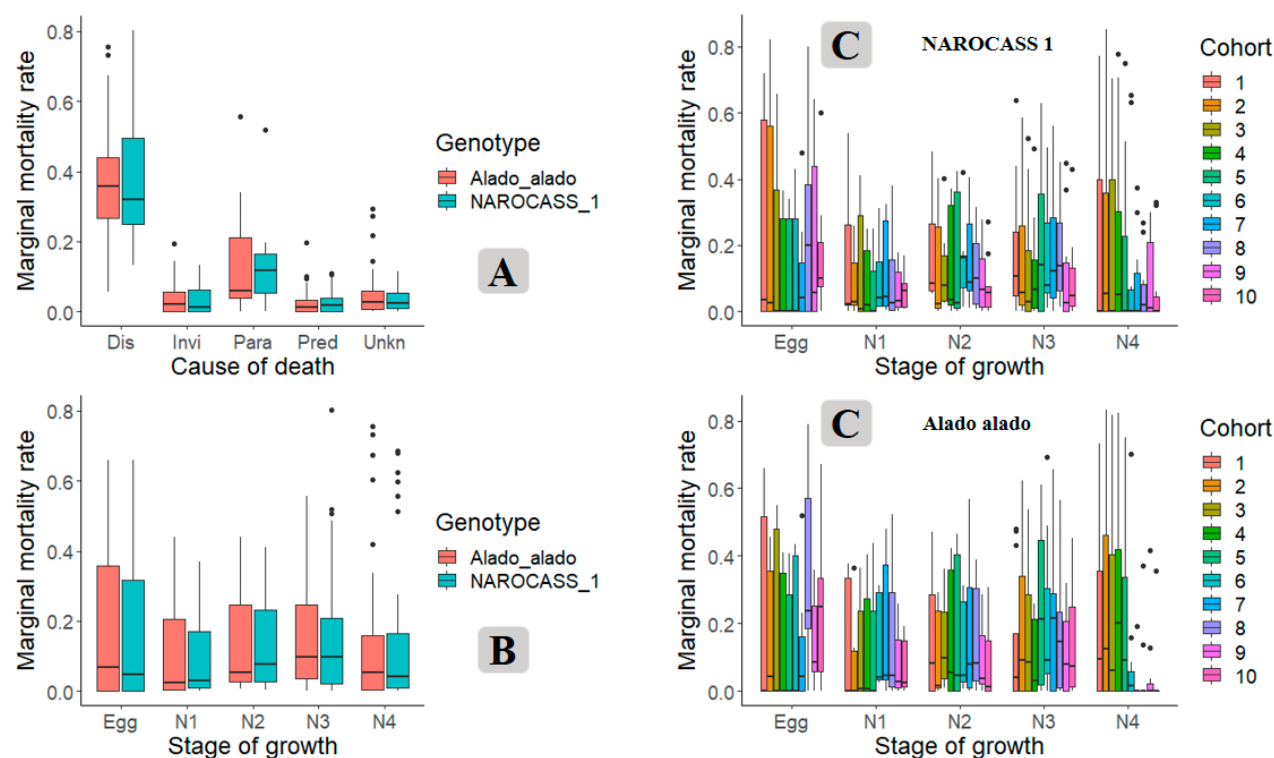 Marginal mortality rate
0.8
0.6
0.4
0.2
0.0
Dis Invi Para Pred Unkn
Cause of death
Genotype
Alado_alado
NAROCASS_1
A
Marginal mortality rate
0.8
0.6
0.4
0.2
0.0
Egg N1 N2 N3 N4
Stage of growth
Genotype
Alado_alado
NAROCASS_1
B
C NAROCASS 1
Marginal mortality rate
0.8
0.6
0.4
0.2
0.0
Egg N1 N2 N3 N4
Stage of growth
Cohort
1
2
3
4
5
6
7
8
9
10
C Alado alado
Marginal mortality rate
0.8
0.6
0.4
0.2
0.0
Egg N1 N2 N3 N4
Stage of growth
Cohort
1
2
3
4
5
6
7
8
9
10